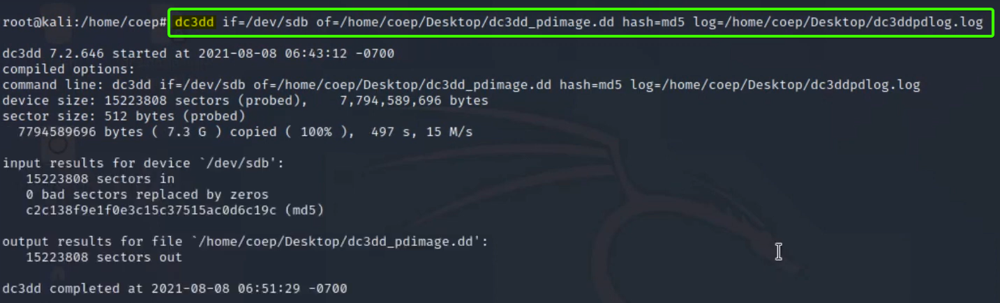 root@kali:/home/coep# dc3dd if=/dev/sdb of=/home/coep/Desktop/dc3dd_pdimage.dd hash=md5 log=/home/coep/Desktop/dc3ddpdlog.log
dc3dd 7.2.646 started at 2021-08-08 06:43:12 -0700
compiled options:
command line: dc3dd if=/dev/sdb of=/home/coep/Desktop/dc3dd_pdimage.dd hash=md5 log=/home/coep/Desktop/dc3ddpdlog.log
device size: 15223808 sectors (probed),    7,794,589,696 bytes
sector size: 512 bytes (probed)
  7794589696 bytes ( 7.3 G ) copied ( 100% ),  497 s, 15 M/s
input results for device `/dev/sdb':
   15223808 sectors in
   0 bad sectors replaced by zeros
   c2c138f9e1f0e3c15c37515ac0d6c19c (md5)
output results for file `/home/coep/Desktop/dc3dd_pdimage.dd':
   15223808 sectors out
dc3dd completed at 2021-08-08 06:51:29 -0700